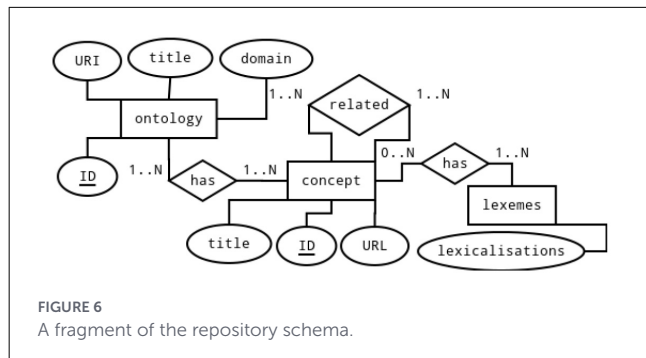 URI
title
domain
1..N
related
1..N
ontology
0..N
has
1..N
1..N
has
1..N
concept
ID
lexemes
title
ID
URL
lexicalisations
FIGURE 6
A fragment of the repository schema.